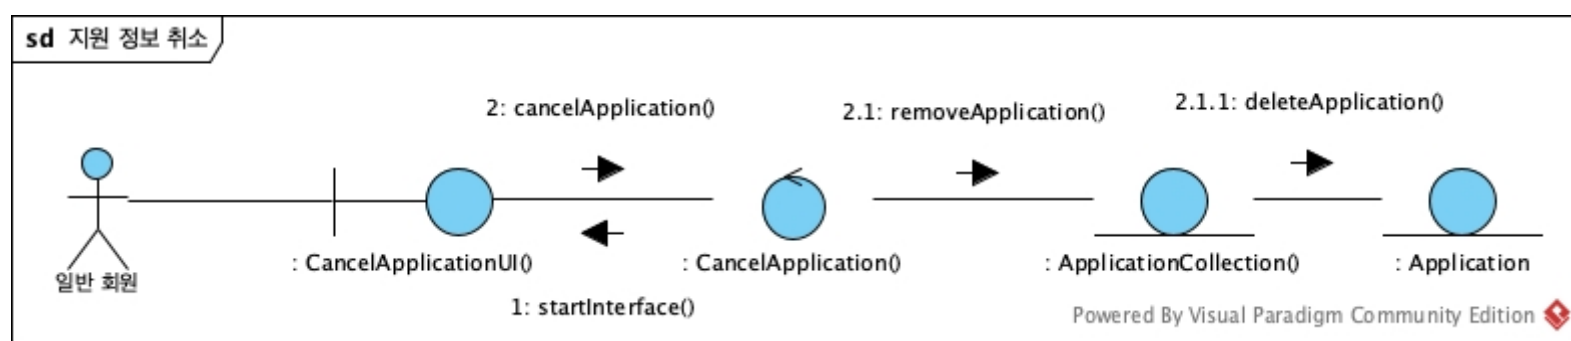 sd 지원 정보 취소
2: cancelApplication()
2.1: removeApplication()
2.1.1: deleteApplication()
일반 회원
: CancelApplicationUI()
: CancelApplication()
: ApplicationCollection()
: Application
1: startInterface()
Powered By Visual Paradigm Community Edition